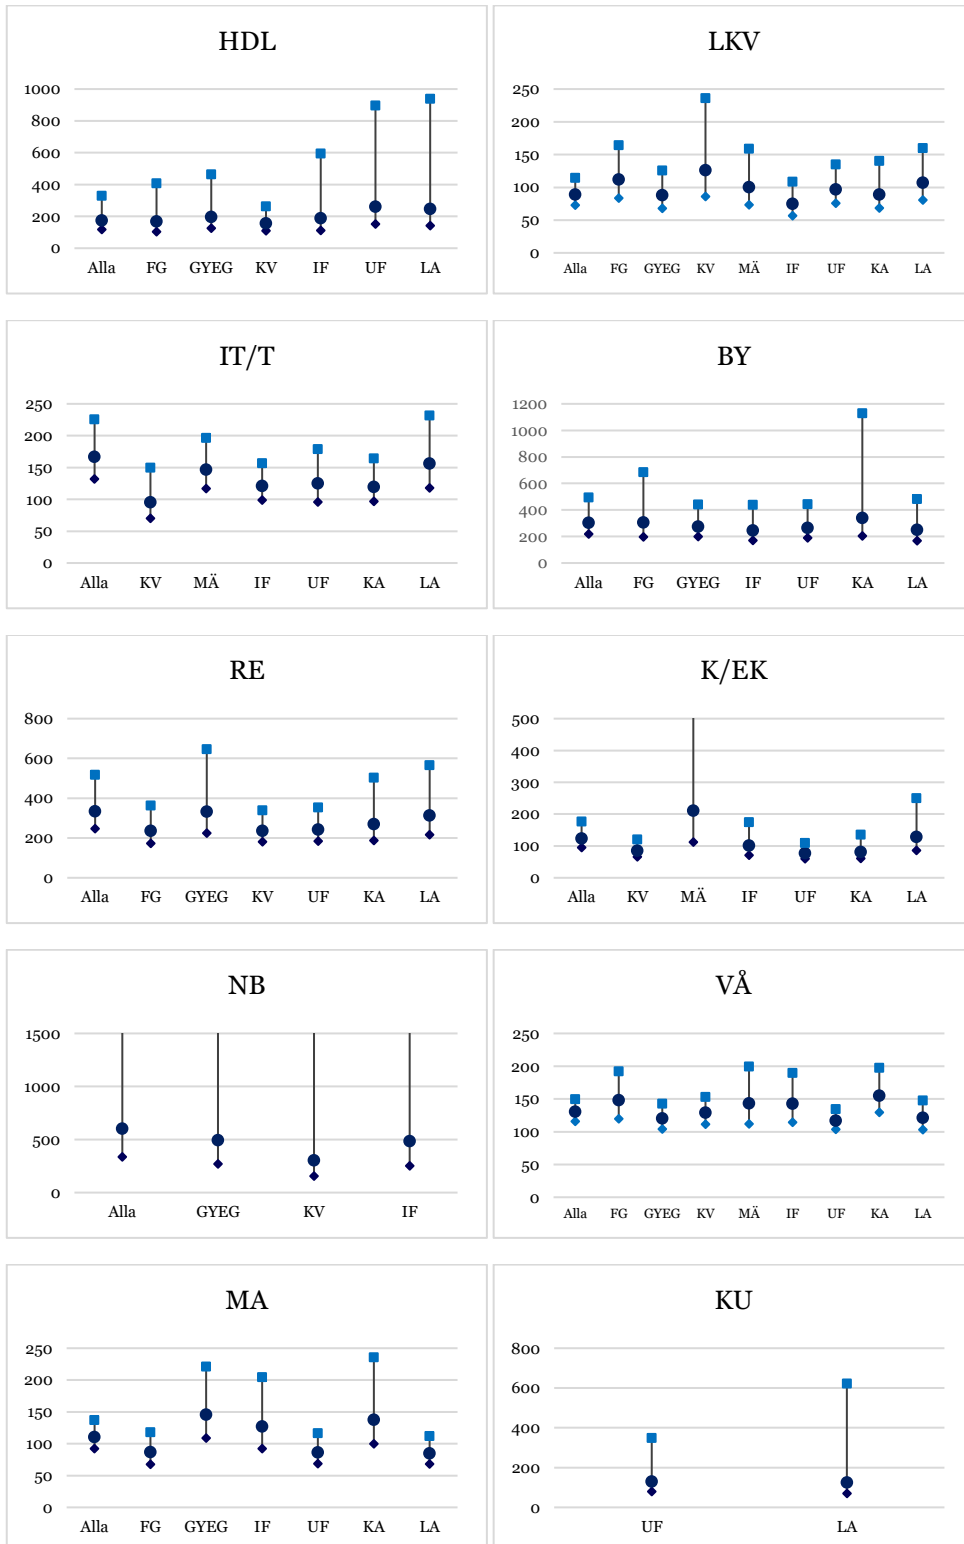 HDL
1000
800
600
400
200
0
Alla FG GYEG KV IF UF LA
LKV
250
200
150
100
50
0
Alla FG GYEG KV MÄ IF UF KA LA
IT/T
250
200
150
100
50
0
Alla KV MÄ IF UF KA LA
BY
1200
1000
800
600
400
200
0
Alla FG GYEG IF UF KA LA
RE
800
600
400
200
0
Alla FG GYEG KV UF KA LA
K/EK
500
400
300
200
100
0
Alla KV MÄ IF UF KA LA
NB
1500
1000
500
0
Alla GYEG KV IF
VÅ
250
200
150
100
50
0
Alla FG GYEG KV MÄ IF UF KA LA
MA
250
200
150
100
50
0
Alla FG GYEG IF UF KA LA
KU
800
600
400
200
0
UF LA